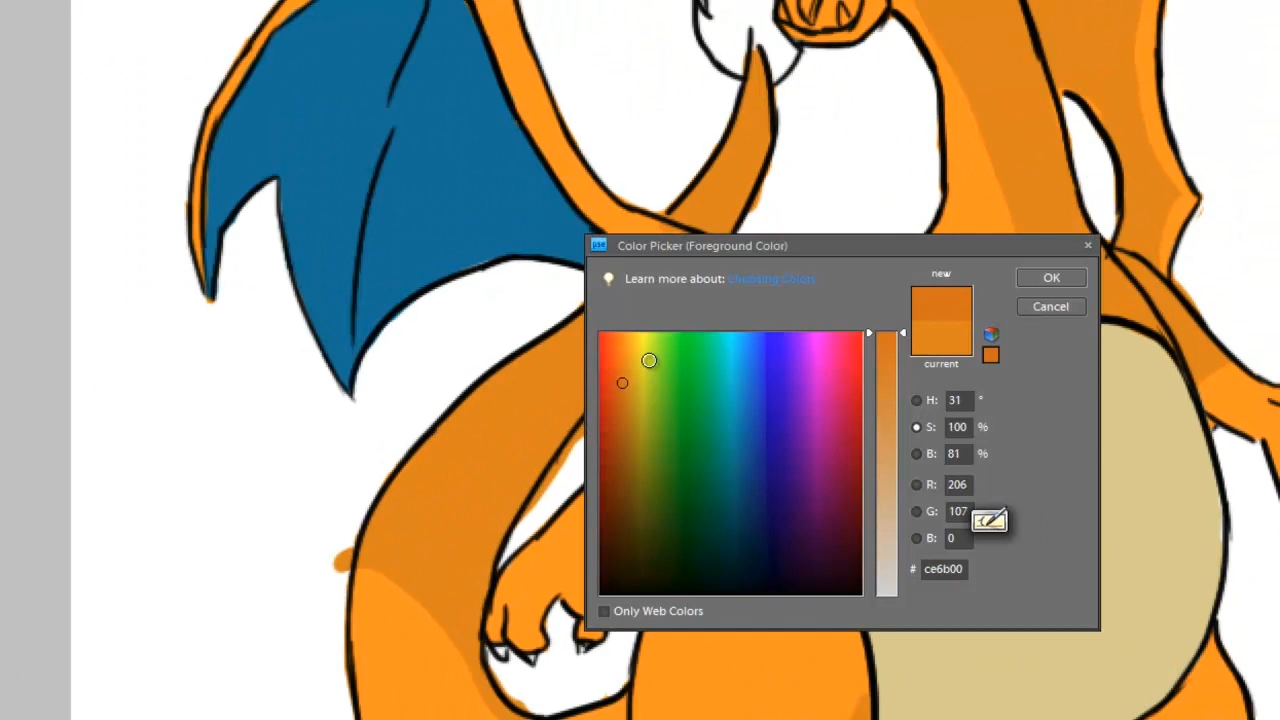 pse Color Picker (Foreground Color)
Learn more about: Choosing Colors
new
OK
Cancel
current
H: 31 °
S: 100 %
B: 81 %
R: 206
G: 107
B: 0
# ce6b00
Only Web Colors